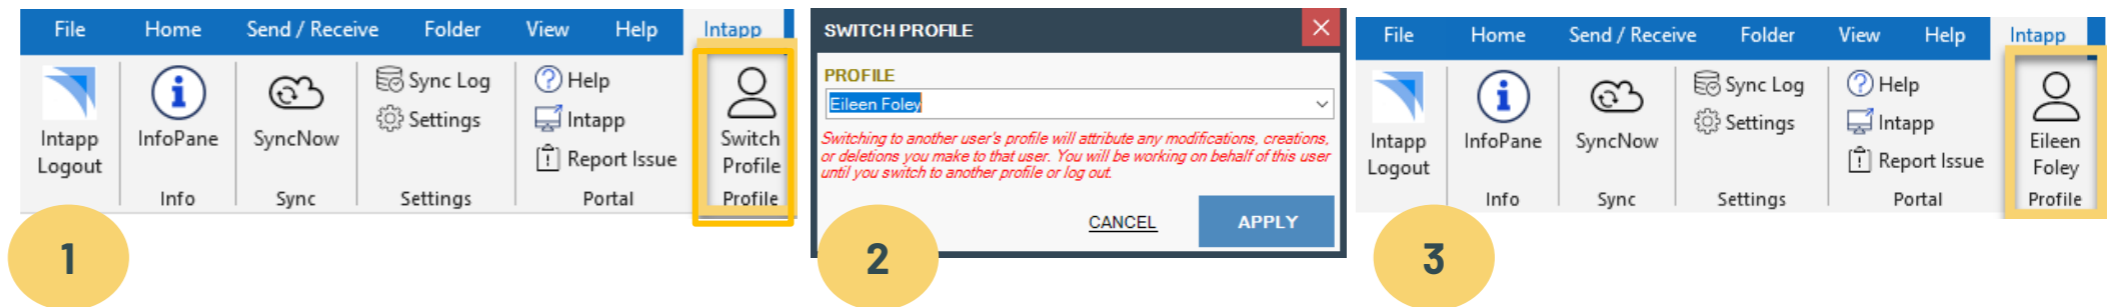 File Home Send / Receive Folder View Help Intapp
Intapp Logout
InfoPane
SyncNow
Sync Log
Settings
Help
Intapp
Report Issue
Switch Profile
Info Sync Settings Portal Profile
1
SWITCH PROFILE
PROFILE
Eileen Foley
Switching to another user's profile will attribute any modifications, creations,
or deletions you make to that user. You will be working on behalf of this user
until you switch to another profile or log out.
CANCEL APPLY
2
File Home Send / Receive Folder View Help Intapp
Intapp Logout
InfoPane
SyncNow
Sync Log
Settings
Help
Intapp
Report Issue
Eileen Foley
Info Sync Settings Portal Profile
3